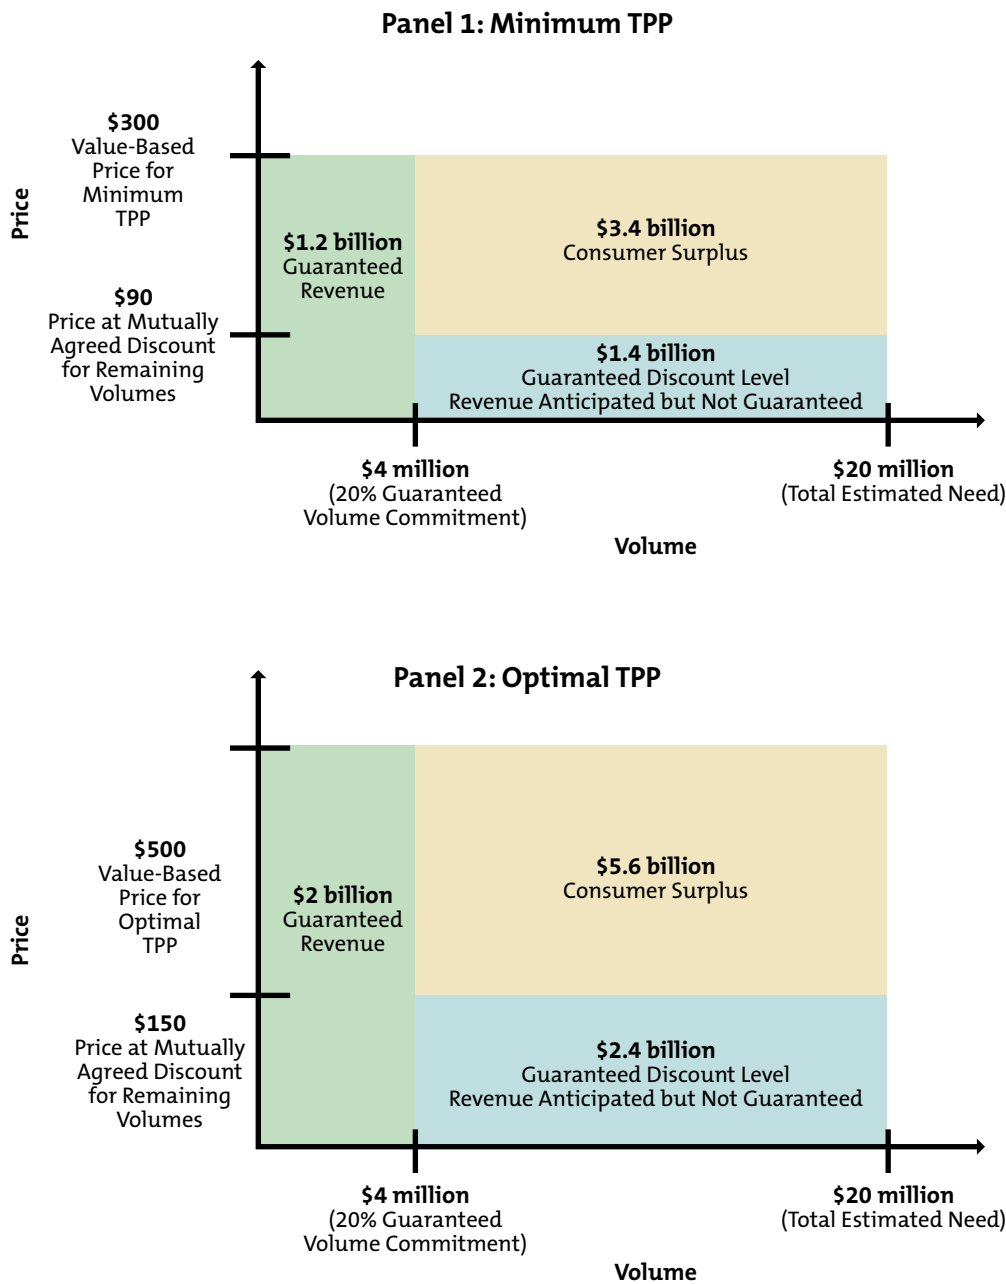 Panel 1: Minimum TPP
$300
Value-Based
Price for
Minimum
TPP
Price
$1.2 billion
Guaranteed
Revenue
$3.4 billion
Consumer Surplus
$90
Price at Mutually
Agreed Discount
for Remaining
Volumes
$1.4 billion
Guaranteed Discount Level
Revenue Anticipated but Not Guaranteed
$4 million
(20% Guaranteed
Volume Commitment)
$20 million
(Total Estimated Need)
Volume
Panel 2: Optimal TPP
$500
Value-Based
Price for
Optimal
TPP
Price
$2 billion
Guaranteed
Revenue
$5.6 billion
Consumer Surplus
$150
Price at Mutually
Agreed Discount
for Remaining
Volumes
$2.4 billion
Guaranteed Discount Level
Revenue Anticipated but Not Guaranteed
$4 million
(20% Guaranteed
Volume Commitment)
$20 million
(Total Estimated Need)
Volume